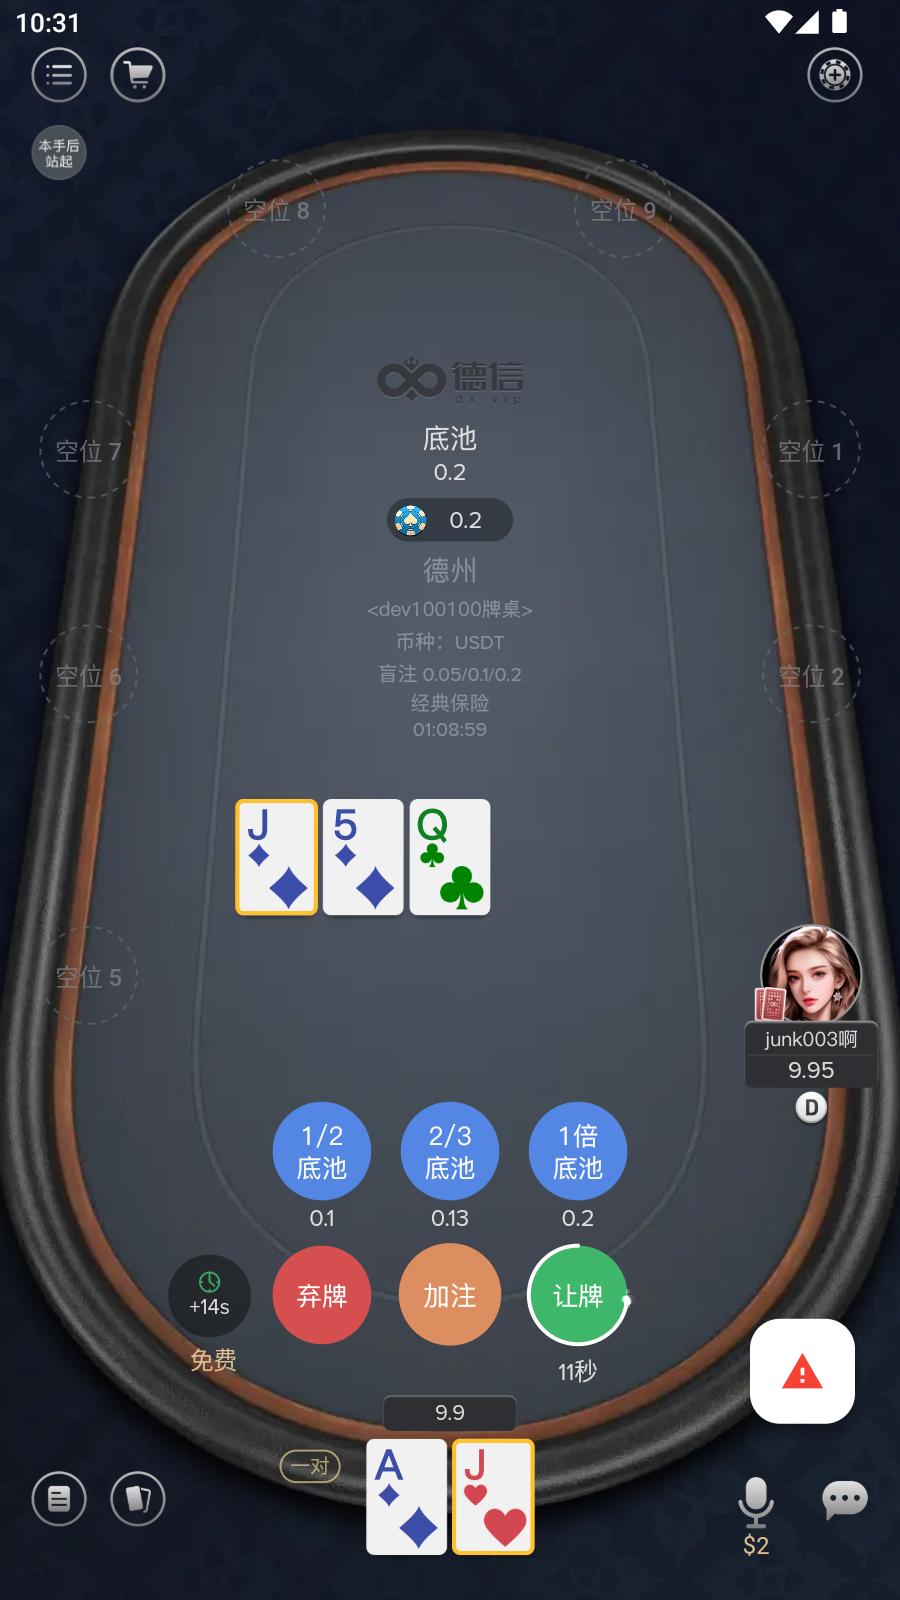 10:31
本手后
站起
空位 8
空位 9
德信
dx.vip
底池
0.2
0.2
空位 7
空位 1
德州
<dev100100牌桌>
币种：USDT
盲注 0.05/0.1/0.2
经典保险
01:08:59
空位 6
空位 2
J
5
Q
空位 5
junk003啊
9.95
D
1/2
底池
2/3
底池
1倍
底池
0.1
0.13
0.2
+14s
弃牌
加注
让牌
免费
11秒
9.9
一对
A
J
$2